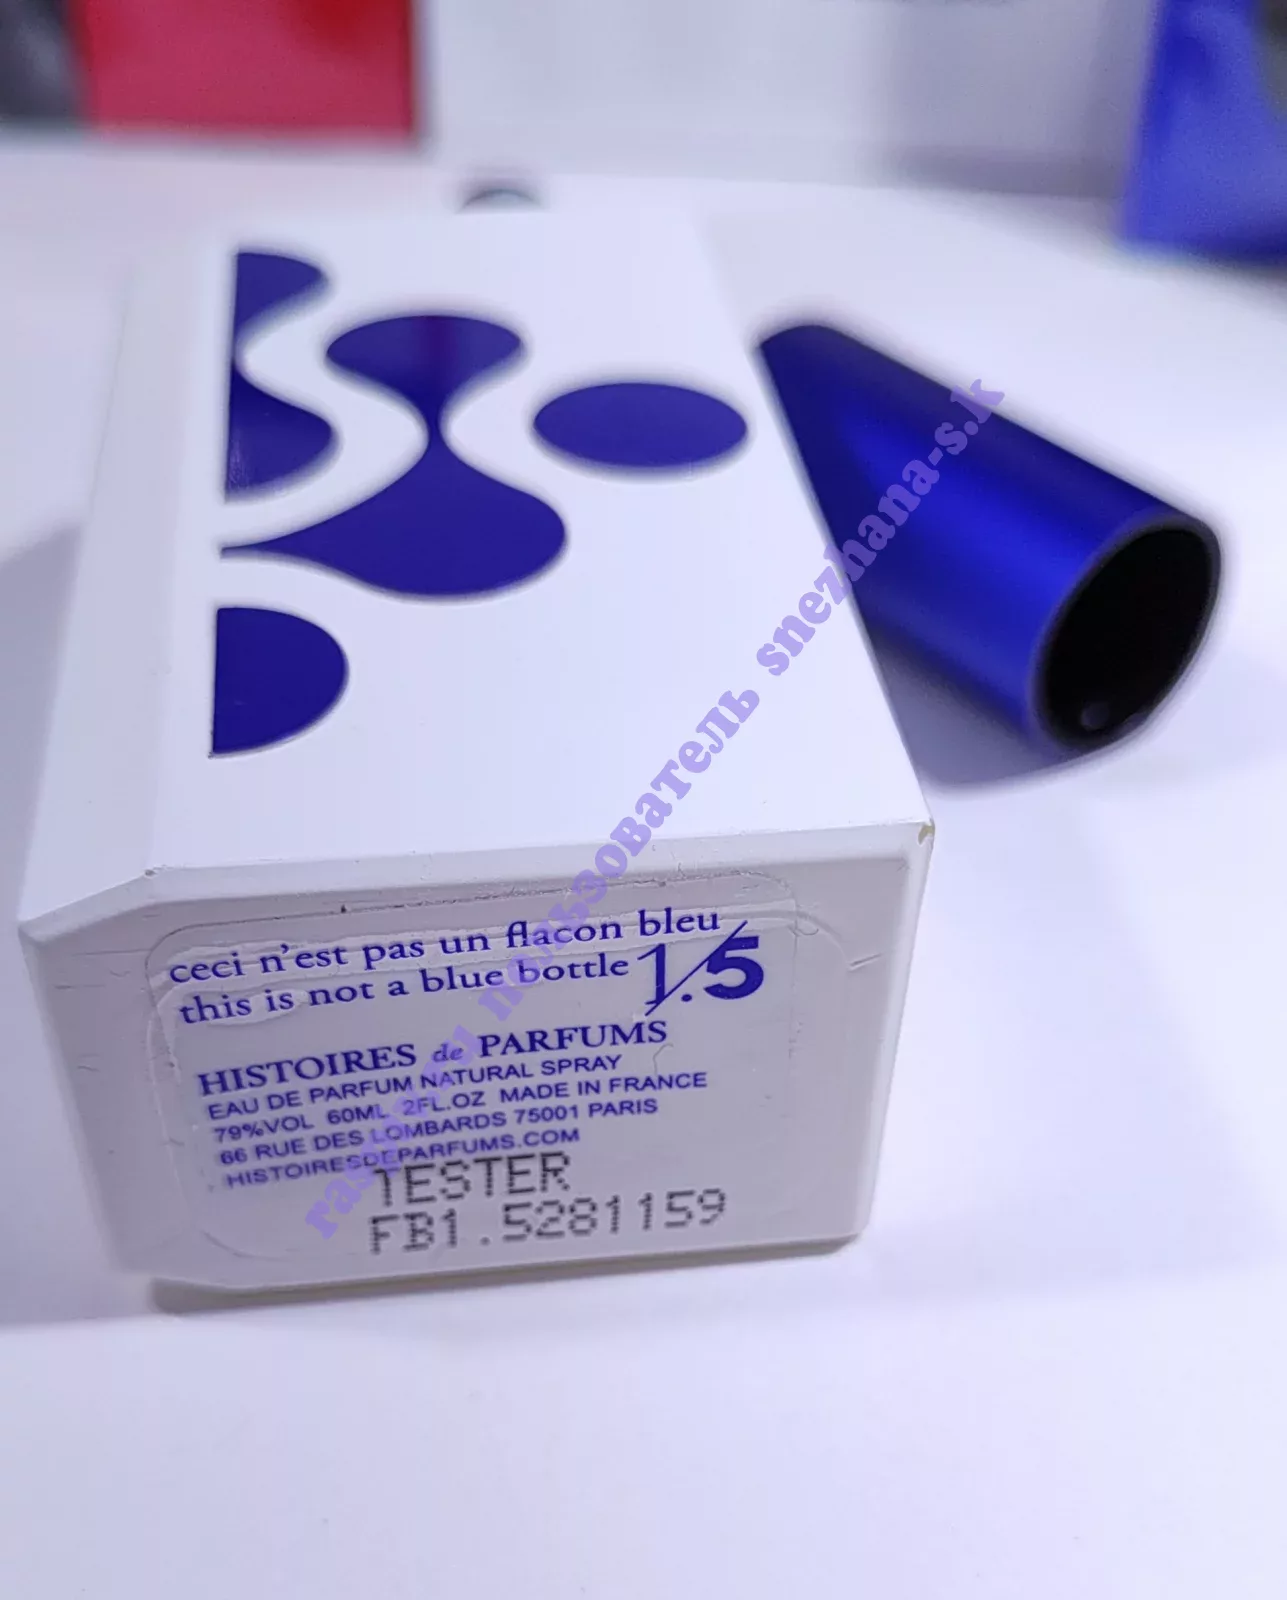 ceci n'est pas un flacon bleu
this is not a blue bottle 1.5
HISTOIRES de PARFUMS
EAU DE PARFUM NATURAL SPRAY
79%VOL 60ML 2FL.OZ MADE IN FRANCE
66 RUE DES LOMBARDS 75001 PARIS
HISTOIRESDEPARFUMS.COM
TESTER
FB1.5281159
пользователь snezhana-s.k